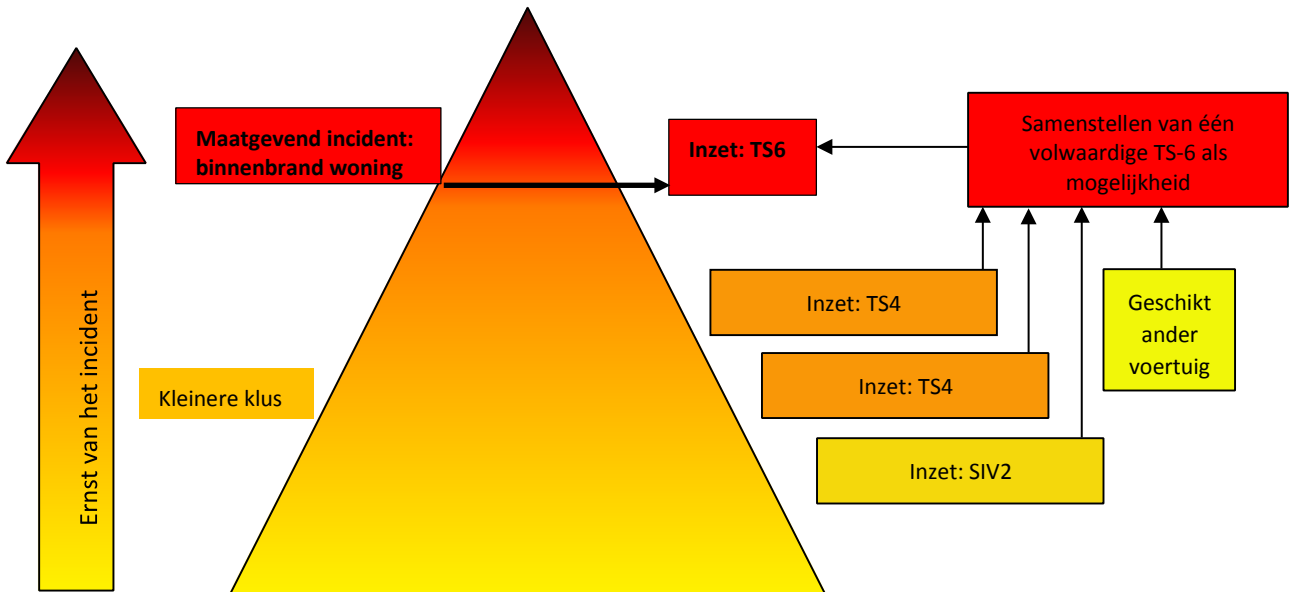 Ernst van het incident
Maatgevend incident:
binnenbrand woning
Kleinere klus
Inzet: TS6
Samenstellen van één
volwaardige TS-6 als
mogelijkheid
Inzet: TS4
Inzet: TS4
Inzet: SIV2
Geschikt
ander
voertuig